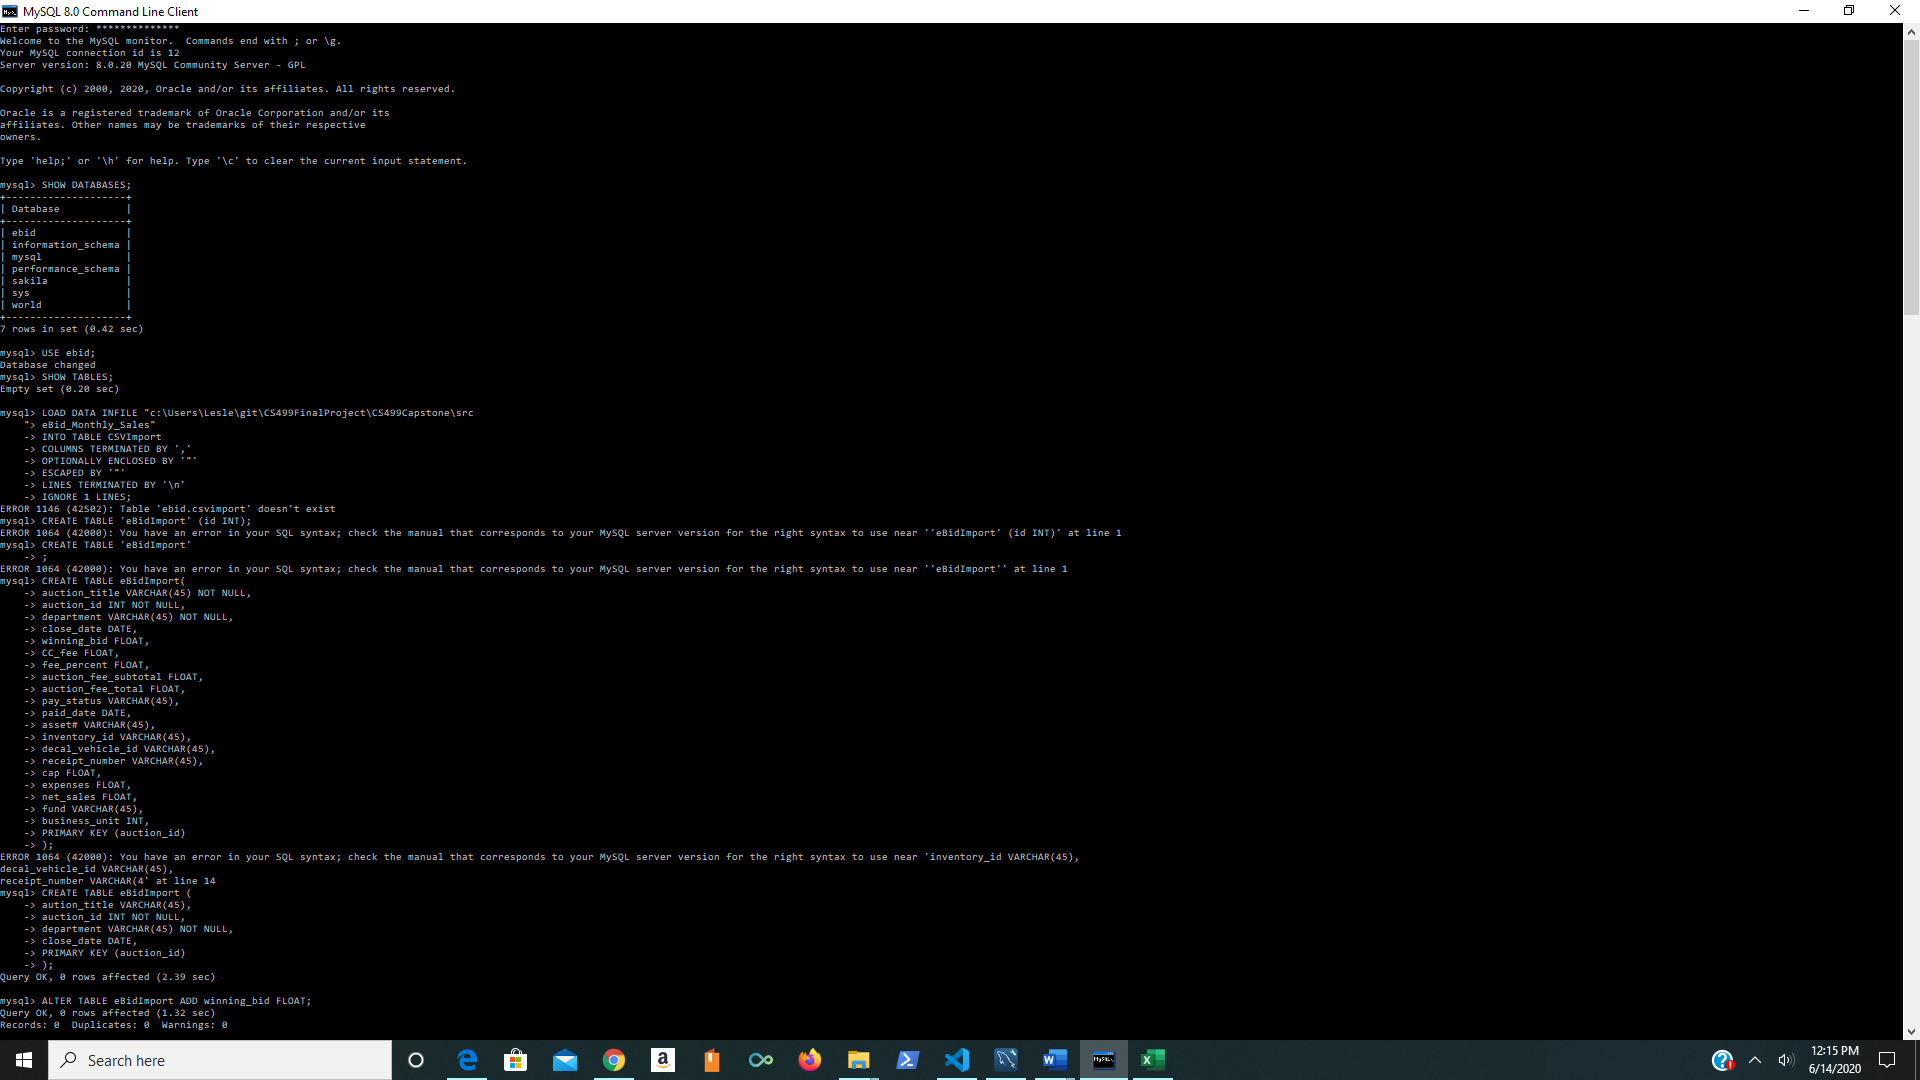 MySQL 8.0 Command Line Client
Enter password: **************
Welcome to the MySQL monitor.  Commands end with ; or \g.
Your MySQL connection id is 12
Server version: 8.0.20 MySQL Community Server - GPL
Copyright (c) 2000, 2020, Oracle and/or its affiliates. All rights reserved.
Oracle is a registered trademark of Oracle Corporation and/or its
affiliates. Other names may be trademarks of their respective
owners.
Type 'help;' or '\h' for help. Type '\c' to clear the current input statement.
mysql> SHOW DATABASES;
+--------------------+
| Database           |
+--------------------+
| ebid               |
| information_schema |
| mysql              |
| performance_schema |
| sakila             |
| sys                |
| world              |
+--------------------+
7 rows in set (0.42 sec)
mysql> USE ebid;
Database changed
mysql> SHOW TABLES;
Empty set (0.20 sec)
mysql> LOAD DATA INFILE "c:\Users\Lesle\git\CS499FinalProject\CS499Capstone\src
    "> eBid_Monthly_Sales"
    -> INTO TABLE CSVImport
    -> COLUMNS TERMINATED BY ','
    -> OPTIONALLY ENCLOSED BY '"'
    -> ESCAPED BY '"'
    -> LINES TERMINATED BY '\n'
    -> IGNORE 1 LINES;
ERROR 1146 (42S02): Table 'ebid.csvimport' doesn't exist
mysql> CREATE TABLE 'eBidImport' (id INT);
ERROR 1064 (42000): You have an error in your SQL syntax; check the manual that corresponds to your MySQL server version for the right syntax to use near ''eBidImport' (id INT)' at line 1
mysql> CREATE TABLE 'eBidImport'
    -> ;
ERROR 1064 (42000): You have an error in your SQL syntax; check the manual that corresponds to your MySQL server version for the right syntax to use near ''eBidImport'' at line 1
mysql> CREATE TABLE eBidImport(
    -> auction_title VARCHAR(45) NOT NULL,
    -> auction_id INT NOT NULL,
    -> department VARCHAR(45) NOT NULL,
    -> close_date DATE,
    -> winning_bid FLOAT,
    -> CC_fee FLOAT,
    -> fee_percent FLOAT,
    -> auction_fee_subtotal FLOAT,
    -> auction_fee_total FLOAT,
    -> pay_status VARCHAR(45),
    -> paid_date DATE,
    -> asset# VARCHAR(45),
    -> inventory_id VARCHAR(45),
    -> decal_vehicle_id VARCHAR(45),
    -> receipt_number VARCHAR(45),
    -> cap FLOAT,
    -> expenses FLOAT,
    -> net_sales FLOAT,
    -> fund VARCHAR(45),
    -> business_unit INT,
    -> PRIMARY KEY (auction_id)
    -> );
ERROR 1064 (42000): You have an error in your SQL syntax; check the manual that corresponds to your MySQL server version for the right syntax to use near 'inventory_id VARCHAR(45),
decal_vehicle_id VARCHAR(45),
receipt_number VARCHAR(4' at line 14
mysql> CREATE TABLE eBidImport (
    -> aution_title VARCHAR(45),
    -> auction_id INT NOT NULL,
    -> department VARCHAR(45) NOT NULL,
    -> close_date DATE,
    -> PRIMARY KEY (auction_id)
    -> );
Query OK, 0 rows affected (2.39 sec)
mysql> ALTER TABLE eBidImport ADD winning_bid FLOAT;
Query OK, 0 rows affected (1.32 sec)
Records: 0  Duplicates: 0  Warnings: 0
Search here
12:15 PM
6/14/2020